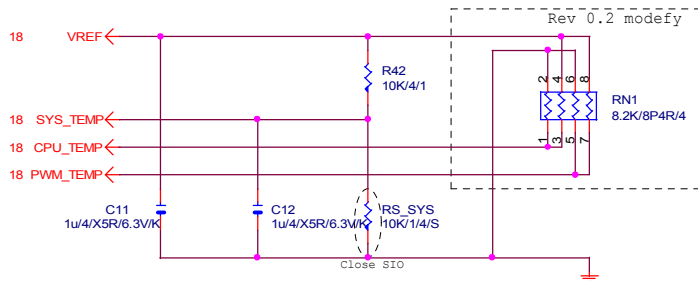 Rev 0.2 modefy
18 VREF
R42
10K/4/1
2 4 6 8
RN1
8.2K/8P4R/4
18 SYS_TEMP
1 3 5 7
18 CPU_TEMP
18 PWM_TEMP
C11
1u/4/X5R/6.3V/K
C12
1u/4/X5R/6.3V/K
RS_SYS
10K/1/4/S
Close SIO